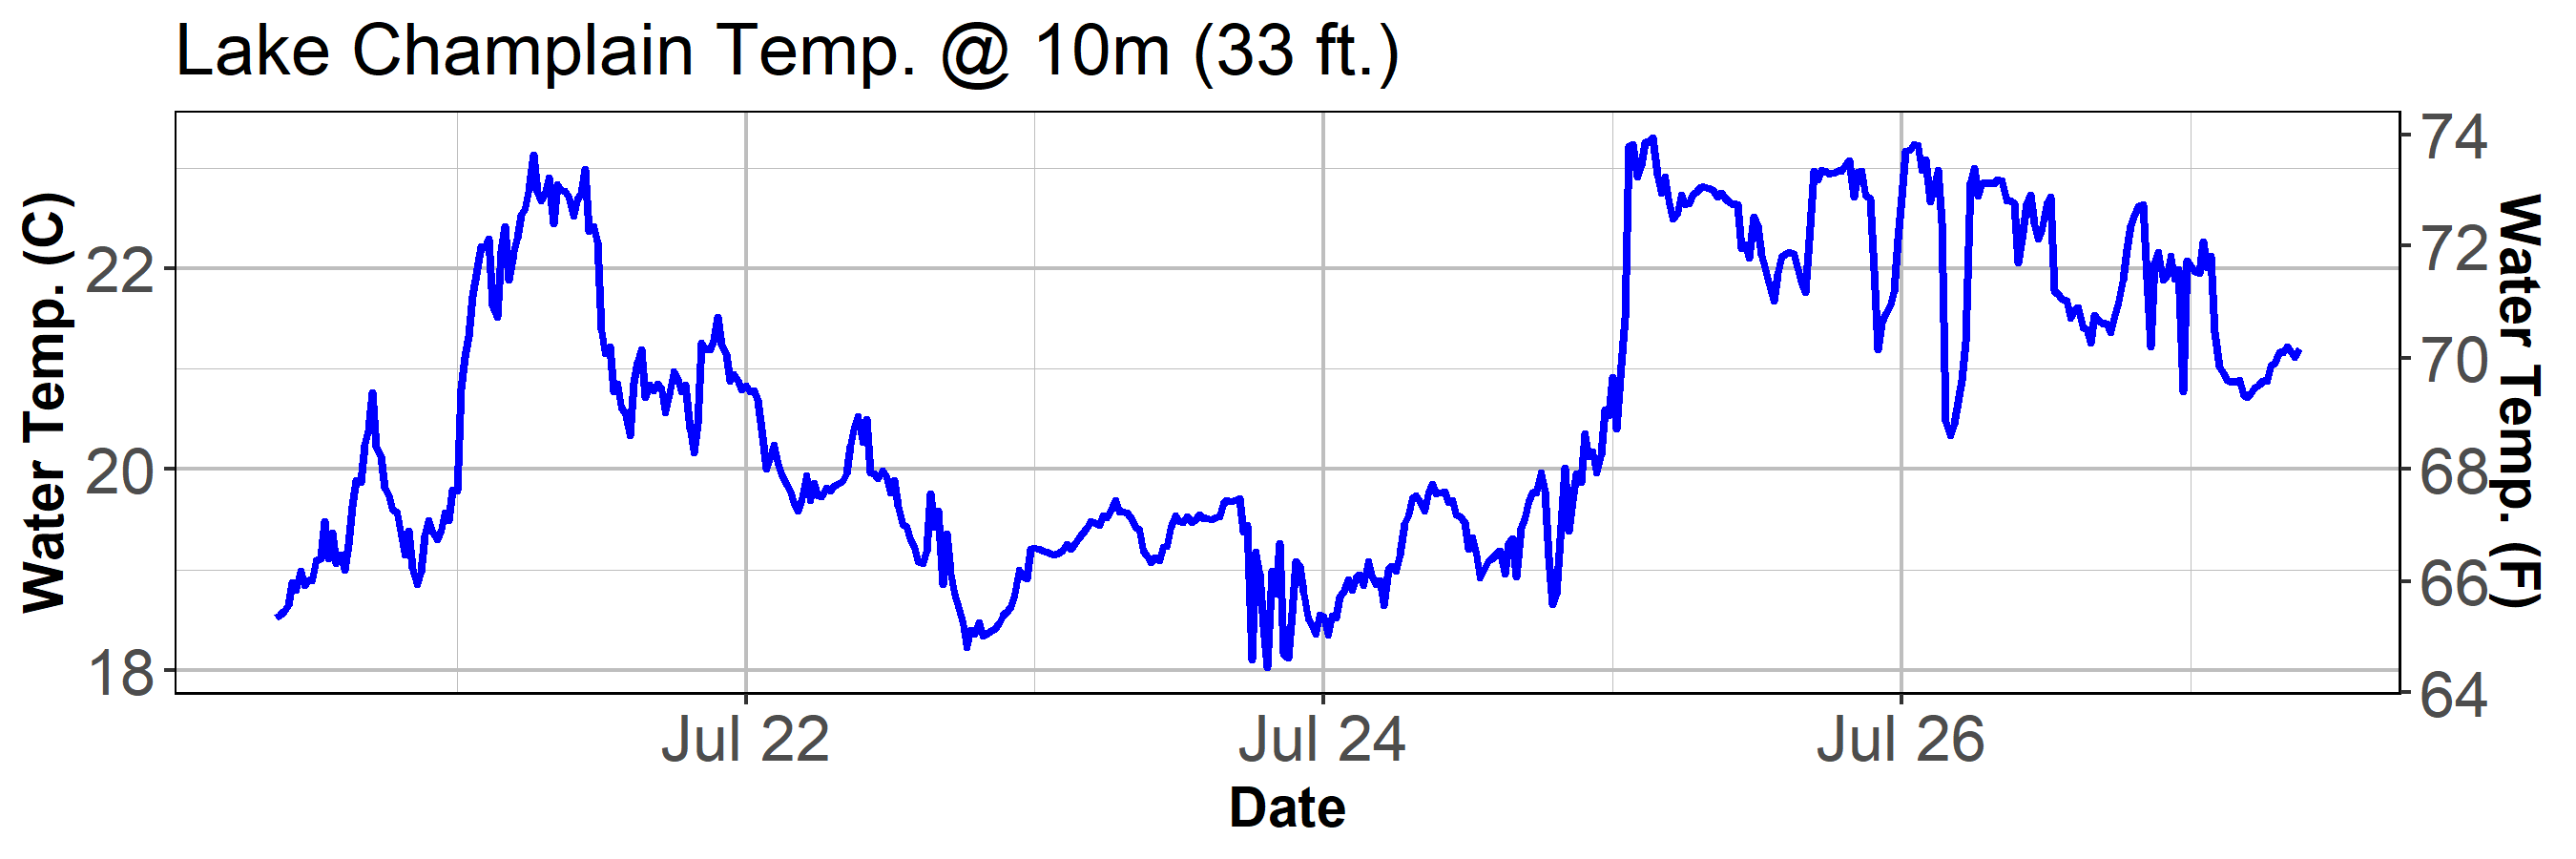 Lake Champlain Temp. @ 10m (33 ft.)
Water Temp. (C)
22
20
18
74
72
70
68
66
64
Water Temp. (F)
Jul 22
Jul 24
Jul 26
Date